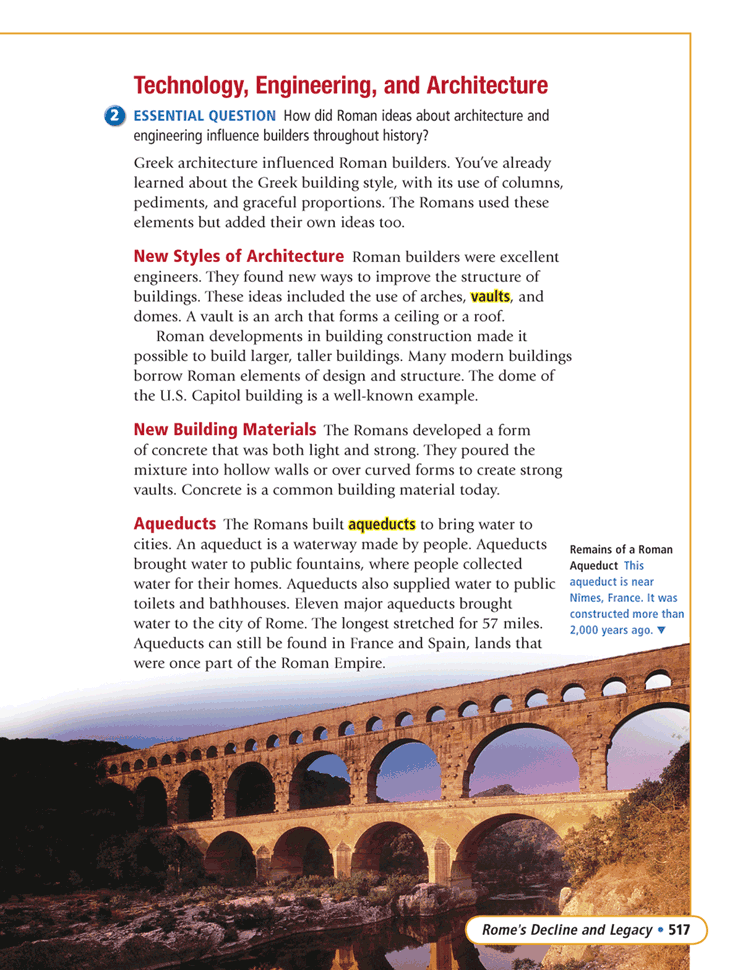 Technology, Engineering, and Architecture
2 ESSENTIAL QUESTION How did Roman ideas about architecture and
engineering influence builders throughout history?
Greek architecture influenced Roman builders. You've already
learned about the Greek building style, with its use of columns,
pediments, and graceful proportions. The Romans used these
elements but added their own ideas too.
New Styles of Architecture Roman builders were excellent
engineers. They found new ways to improve the structure of
buildings. These ideas included the use of arches, vaults, and
domes. A vault is an arch that forms a ceiling or a roof.
Roman developments in building construction made it
possible to build larger, taller buildings. Many modern buildings
borrow Roman elements of design and structure. The dome of
the U.S. Capitol building is a well-known example.
New Building Materials The Romans developed a form
of concrete that was both light and strong. They poured the
mixture into hollow walls or over curved forms to create strong
vaults. Concrete is a common building material today.
Aqueducts The Romans built aqueducts to bring water to
cities. An aqueduct is a waterway made by people. Aqueducts
brought water to public fountains, where people collected
water for their homes. Aqueducts also supplied water to public
toilets and bathhouses. Eleven major aqueducts brought
water to the city of Rome. The longest stretched for 57 miles.
Aqueducts can still be found in France and Spain, lands that
were once part of the Roman Empire.
Remains of a Roman
Aqueduct This
aqueduct is near
Nimes, France. It was
constructed more than
2,000 years ago. ▼
Rome's Decline and Legacy • 517